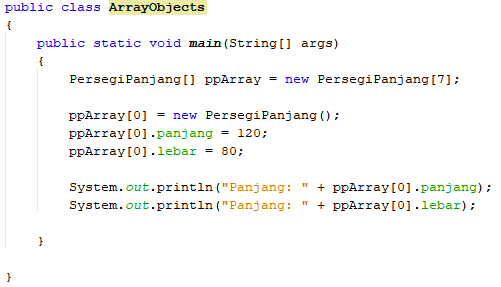 public class ArrayObjects
{
    public static void main(String[] args)
    {
        PersegiPanjang[] ppArray = new PersegiPanjang[7];
        ppArray[0] = new PersegiPanjang();
        ppArray[0].panjang = 120;
        ppArray[0].lebar = 80;
        System.out.println("Panjang: " + ppArray[0].panjang);
        System.out.println("Panjang: " + ppArray[0].lebar);
    }
}